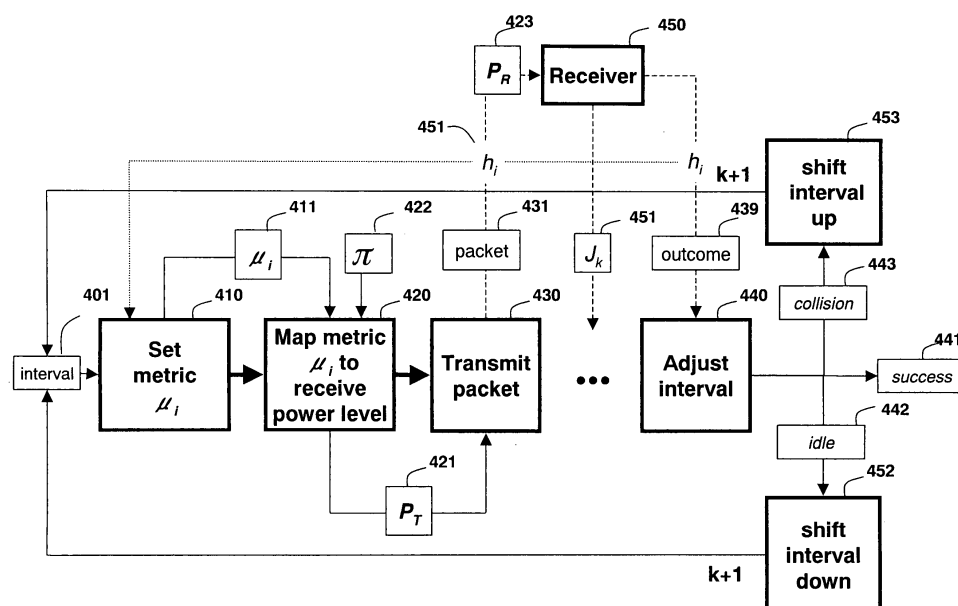 423
450
P_R
Receiver
451
453
h_i
h_i
k+1
shift
interval
up
411
422
431
451
439
μ_i
π
packet
J_k
outcome
443
401
410
420
430
440
collision
441
interval
Set
metric
μ_i
Map metric
μ_i to
receive
power level
Transmit
packet
•••
Adjust
interval
success
442
idle
421
452
P_T
k+1
shift
interval
down